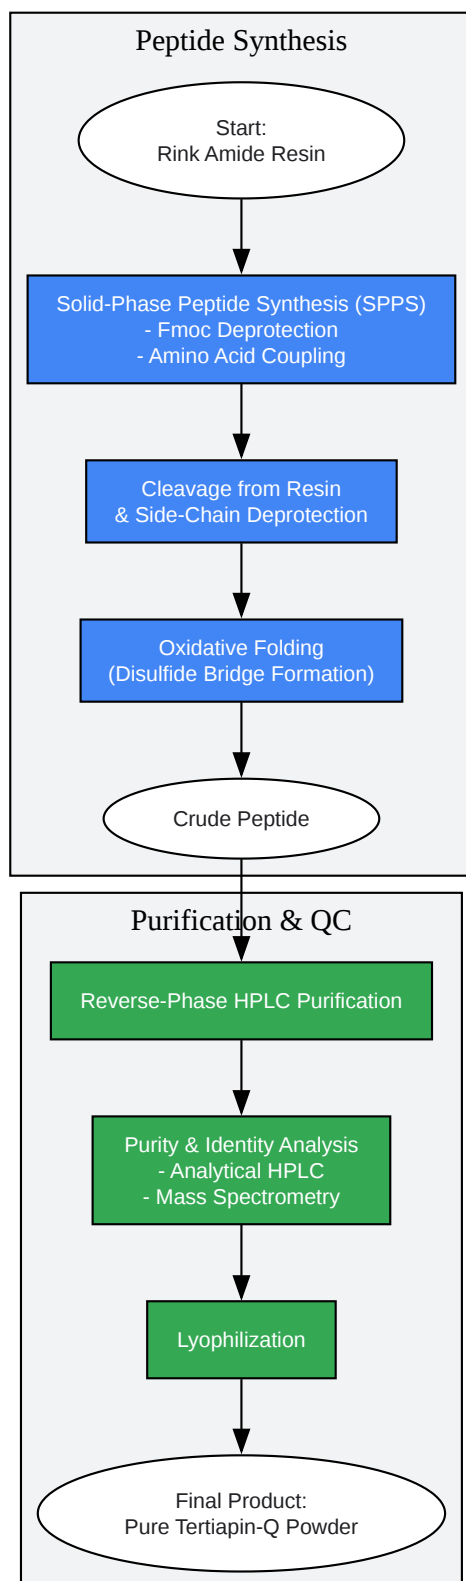 Peptide Synthesis
Start:
Rink Amide Resin
Solid-Phase Peptide Synthesis (SPPS)
- Fmoc Deprotection
- Amino Acid Coupling
Cleavage from Resin
& Side-Chain Deprotection
Oxidative Folding
(Disulfide Bridge Formation)
Crude Peptide
Purification & QC
Reverse-Phase HPLC Purification
Purity & Identity Analysis
- Analytical HPLC
- Mass Spectrometry
Lyophilization
Final Product:
Pure Tertiapin-Q Powder